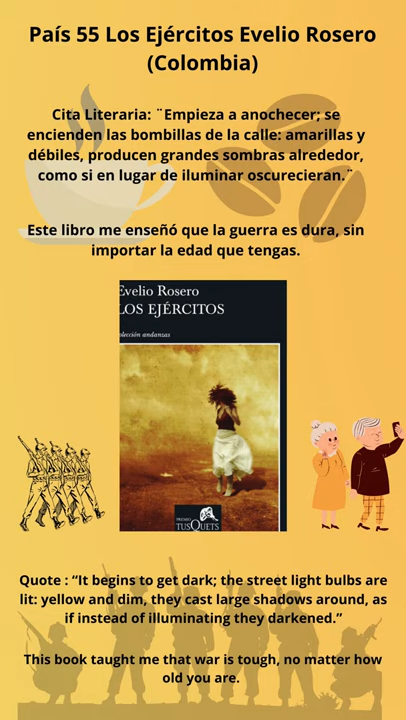 País 55 Los Ejércitos Evelio Rosero
(Colombia)
Cita Literaria: ¨Empieza a anochecer; se
encienden las bombillas de la calle: amarillas y
débiles, producen grandes sombras alrededor,
como si en lugar de iluminar oscurecieran.¨
Este libro me enseñó que la guerra es dura, sin
importar la edad que tengas.
Evelio Rosero
LOS EJÉRCITOS
colección andanzas
PREMIO
TUSQUETS
Quote : “It begins to get dark; the street light bulbs are
lit: yellow and dim, they cast large shadows around, as
if instead of illuminating they darkened.”
This book taught me that war is tough, no matter how
old you are.